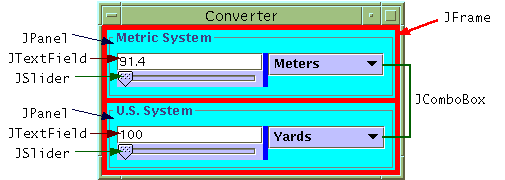 Converter
JFrame
JPanel
Metric System
JTextField
91.4
Meters
JSlider
JComboBox
JPanel
U.S. System
JTextField
100
Yards
JSlider